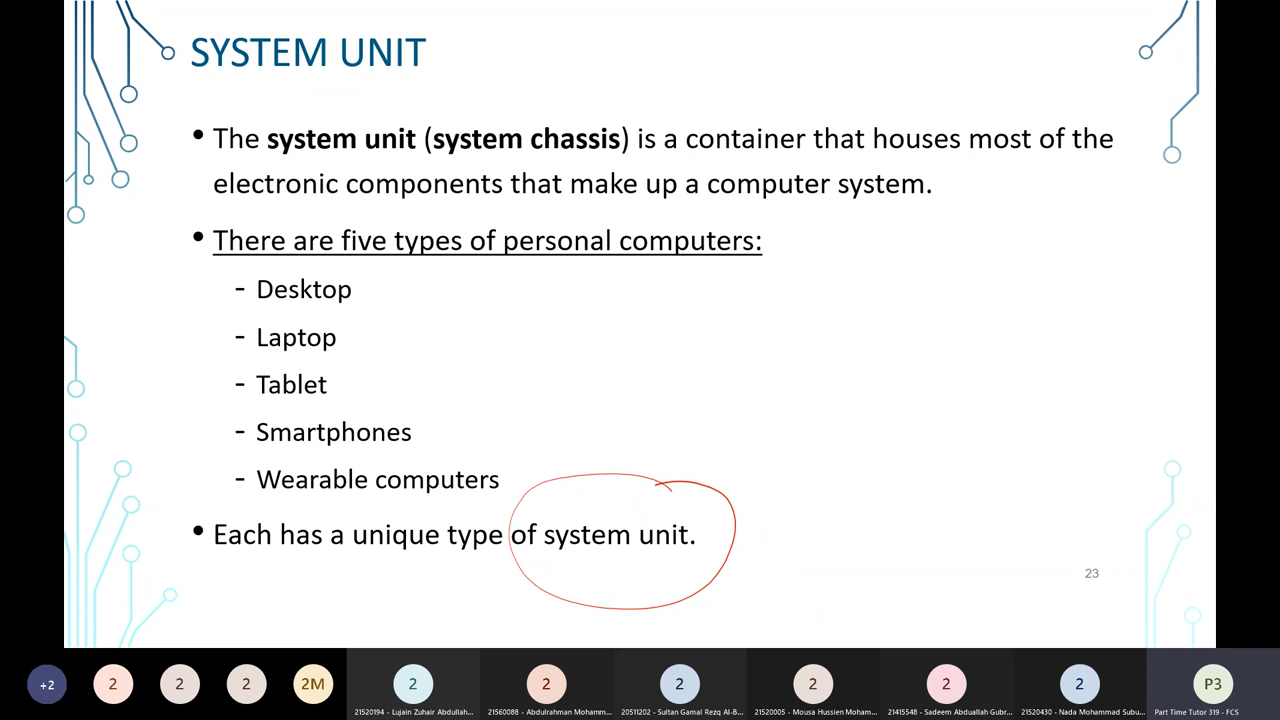 SYSTEM UNIT
• The system unit (system chassis) is a container that houses most of the
electronic components that make up a computer system.
• There are five types of personal computers:
- Desktop
- Laptop
- Tablet
- Smartphones
- Wearable computers
• Each has a unique type of system unit.
23
+2
2
2
2
2M
2
2
2
2
2
2
P3
21520194 - Lujain Zuhair Abdullah...
21560088 - Abdulrahman Mohamm...
20511202 - Sultan Gamal Rezq Al-B...
21520005 - Mousa Hussien Moham...
21415548 - Sadeem Abduallah Gubr...
21520430 - Nada Mohammad Subu...
Part Time Tutor 319 - FCS